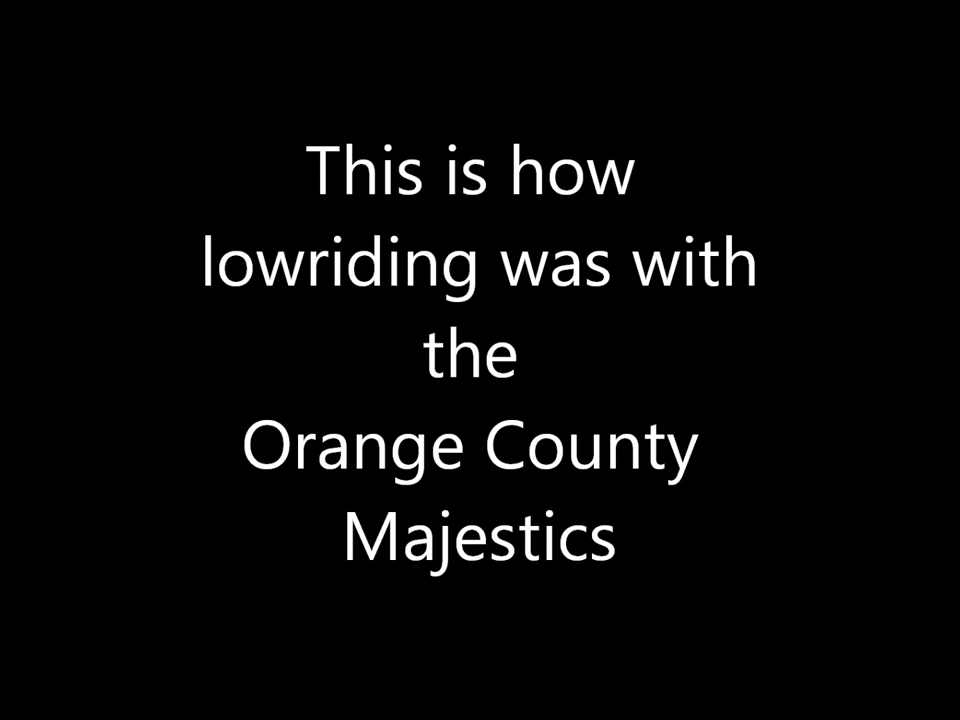 This is how
lowriding was with
the
Orange County
Majestics